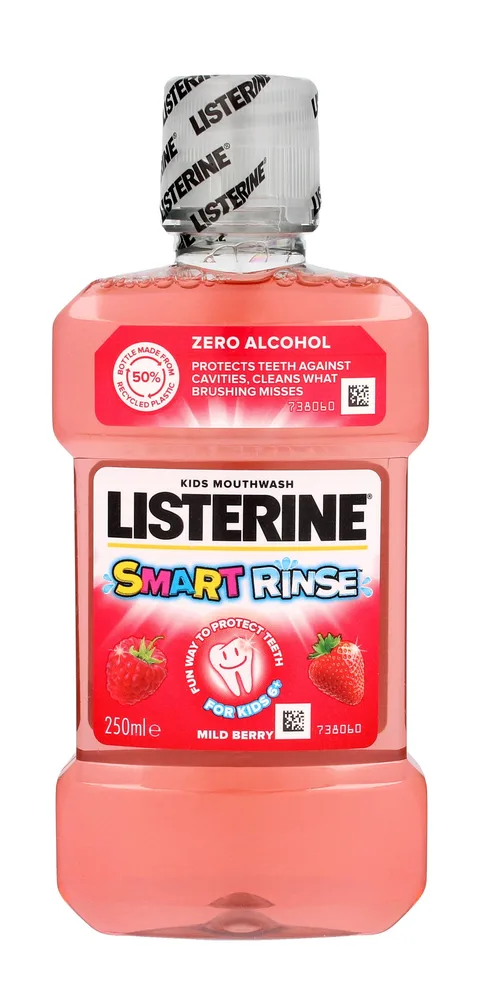 LISTERINE®
LISTERINE®
LISTERINE®
ZERO ALCOHOL
PROTECTS TEETH AGAINST
CAVITIES, CLEANS WHAT
BRUSHING MISSES
BOTTLE MADE FROM
50%
RECYCLED PLASTIC
738060
KIDS MOUTHWASH
LISTERINE®
SMART RINSE
FUN WAY TO PROTECT TEETH
FOR KIDS 6+
250ml e
MILD BERRY
738060